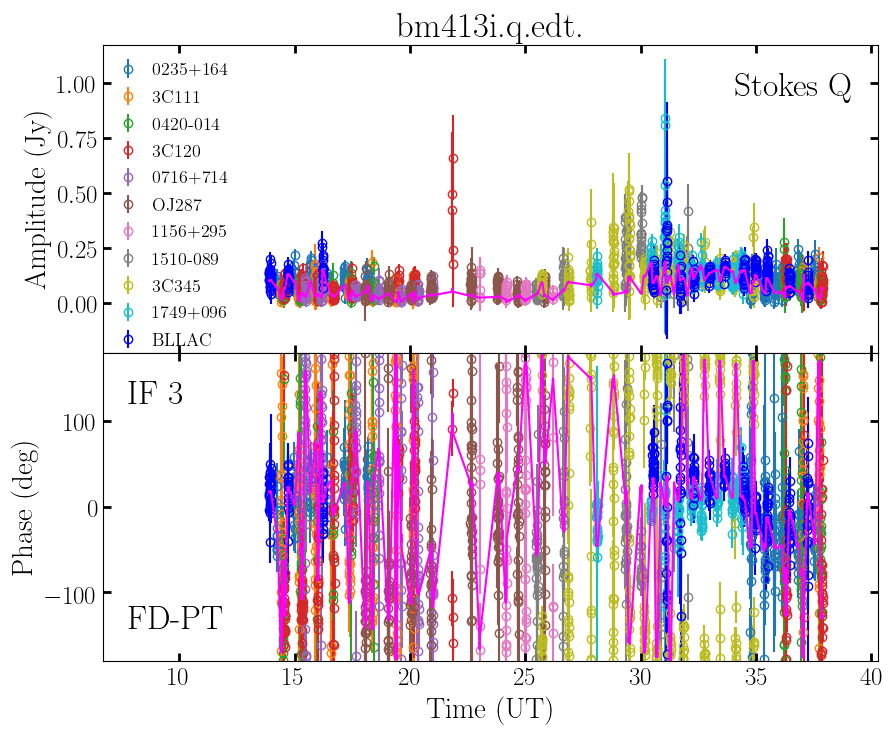 bm413i.q.edt.
Stokes Q
Amplitude (Jy)
1.00
0.75
0.50
0.25
0.00
0235+164
3C111
0420-014
3C120
0716+714
OJ287
1156+295
1510-089
3C345
1749+096
BLLAC
IF 3
FD-PT
Phase (deg)
100
0
−100
10 15 20 25 30 35 40
Time (UT)